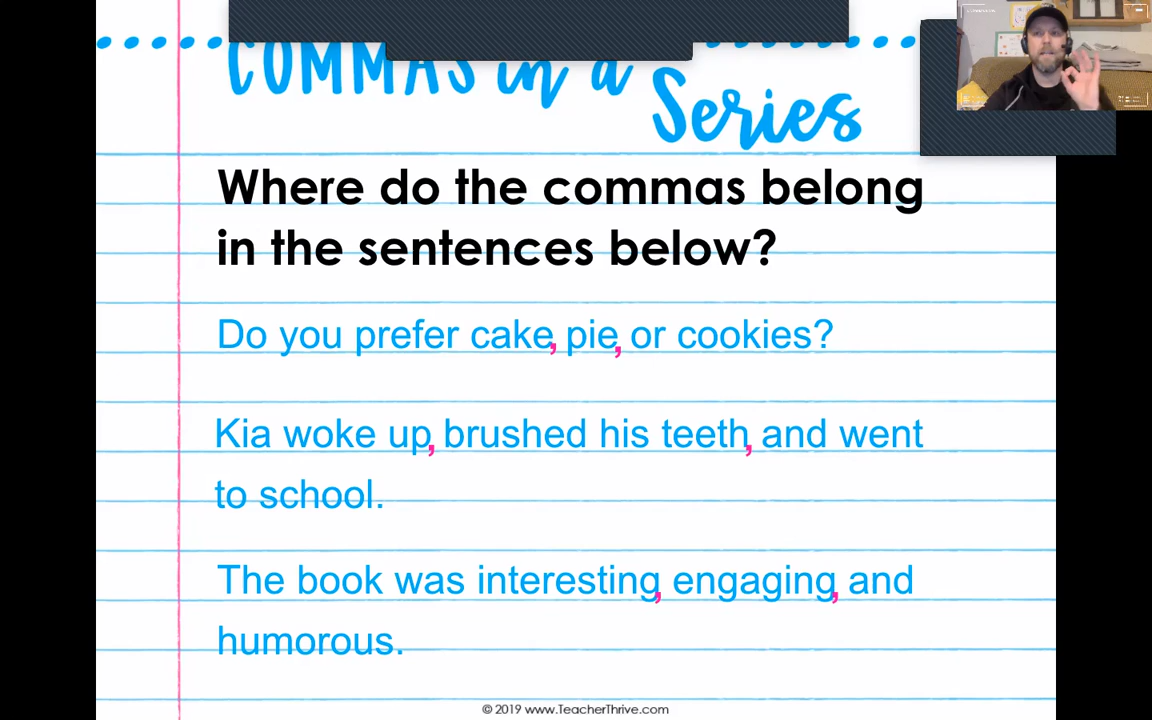 COMMAS in a
Series
Where do the commas belong
in the sentences below?
Do you prefer cake, pie, or cookies?
Kia woke up, brushed his teeth, and went
to school.
The book was interesting, engaging, and
humorous.
© 2019 www.TeacherThrive.com